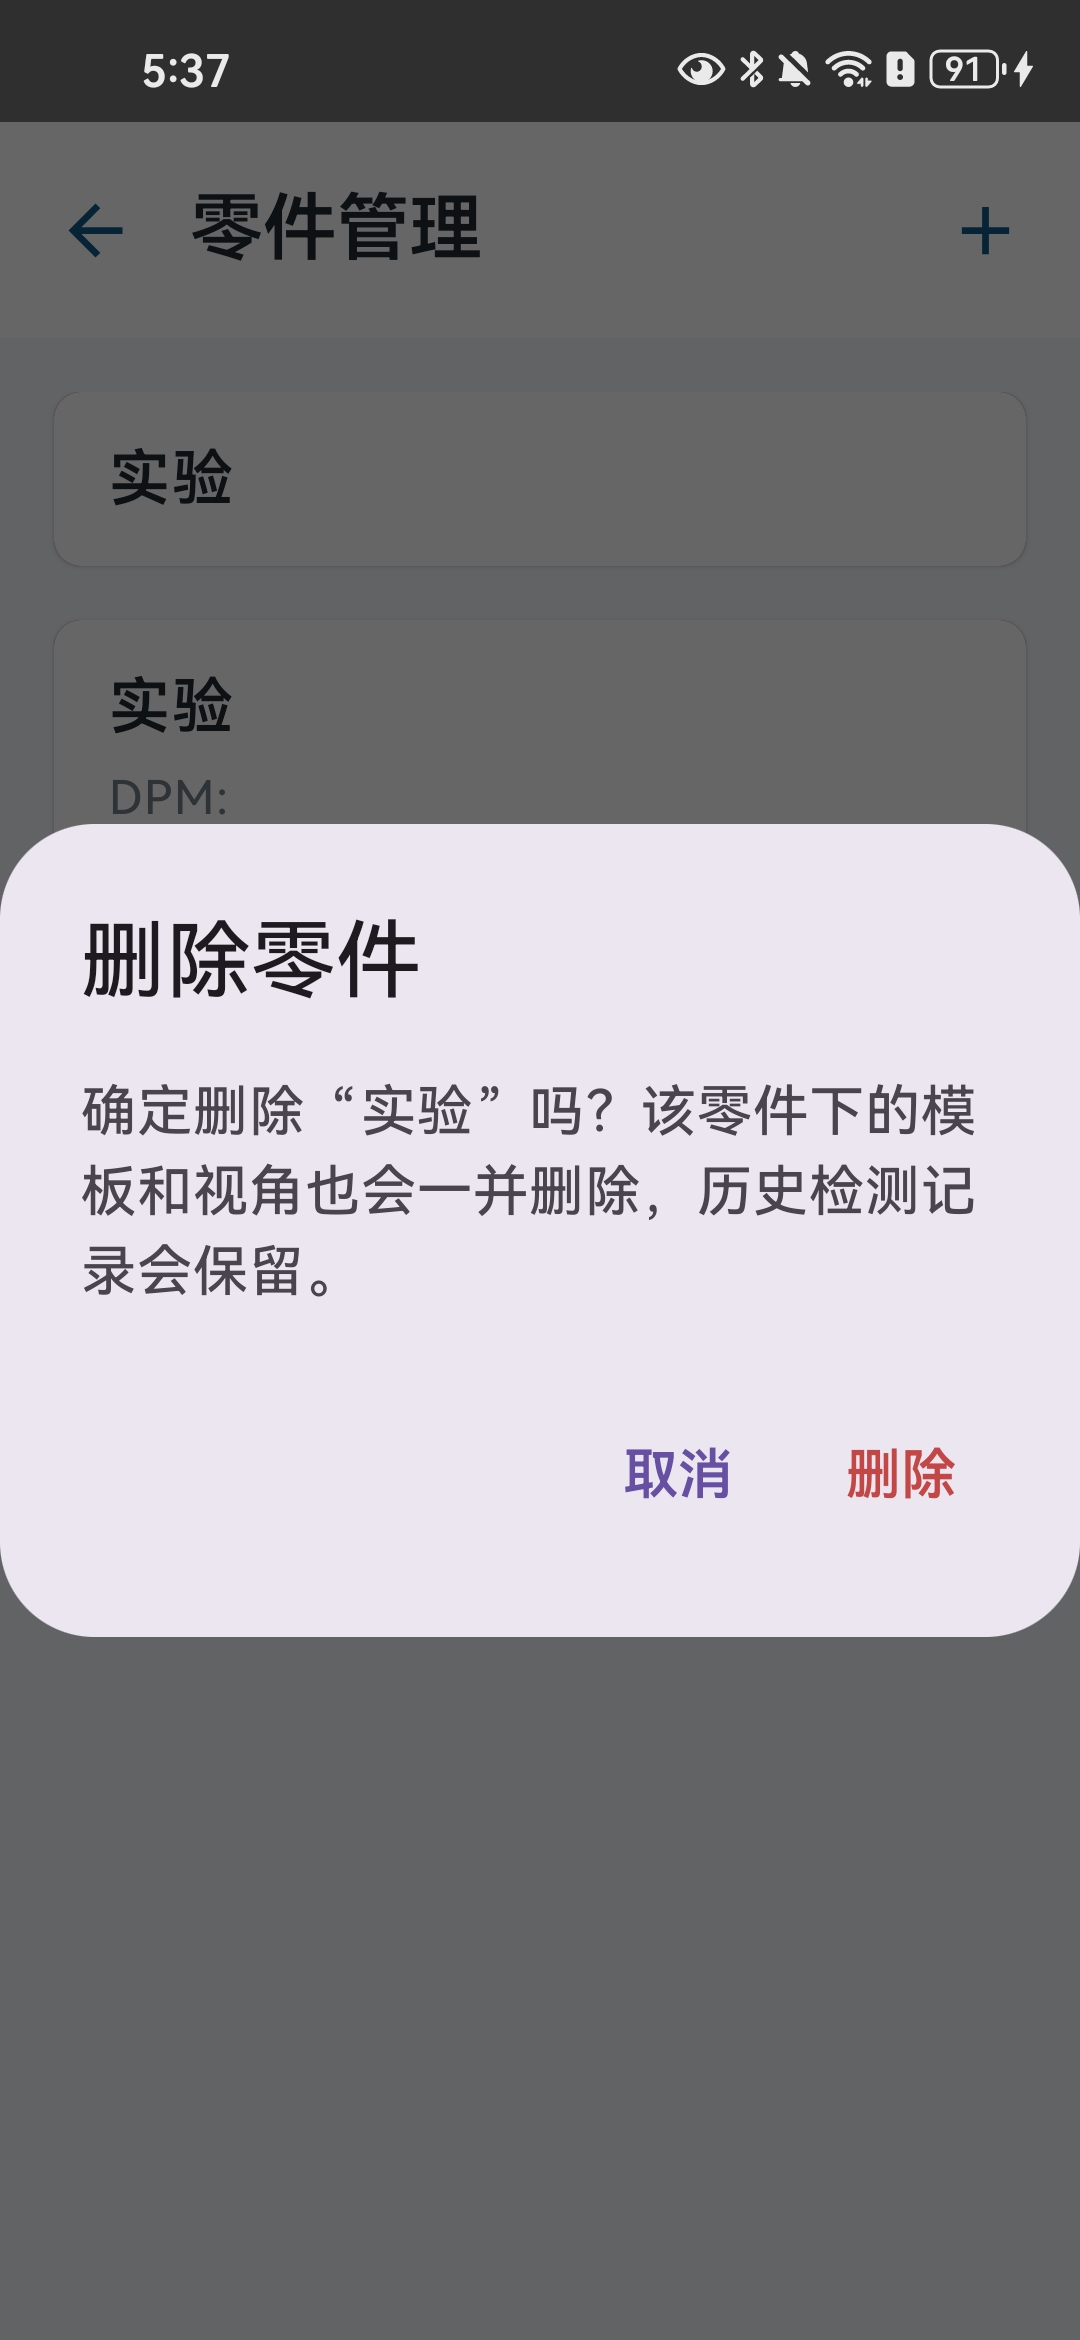 5:37
91
零件管理
实验
实验
DPM:
删除零件
确定删除“实验”吗？该零件下的模
板和视角也会一并删除，历史检测记
录会保留。
取消
删除